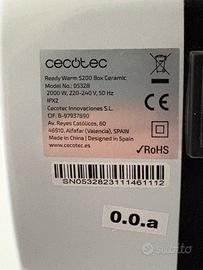 cecotec
Ready Warm 5200 Box Ceramic
Model No.: 05328
2000 W, 220-240 V, 50 Hz
IPX2
Cecotec Innovaciones S.L.
CIF: B-97937690
Av. Reyes Católicos, 60
46910, Alfafar (Valencia), SPAIN
Made in China | Designed in Spain
www.cecotec.es
CE
✓RoHS
SN0532823111461112
0.0.a
subito